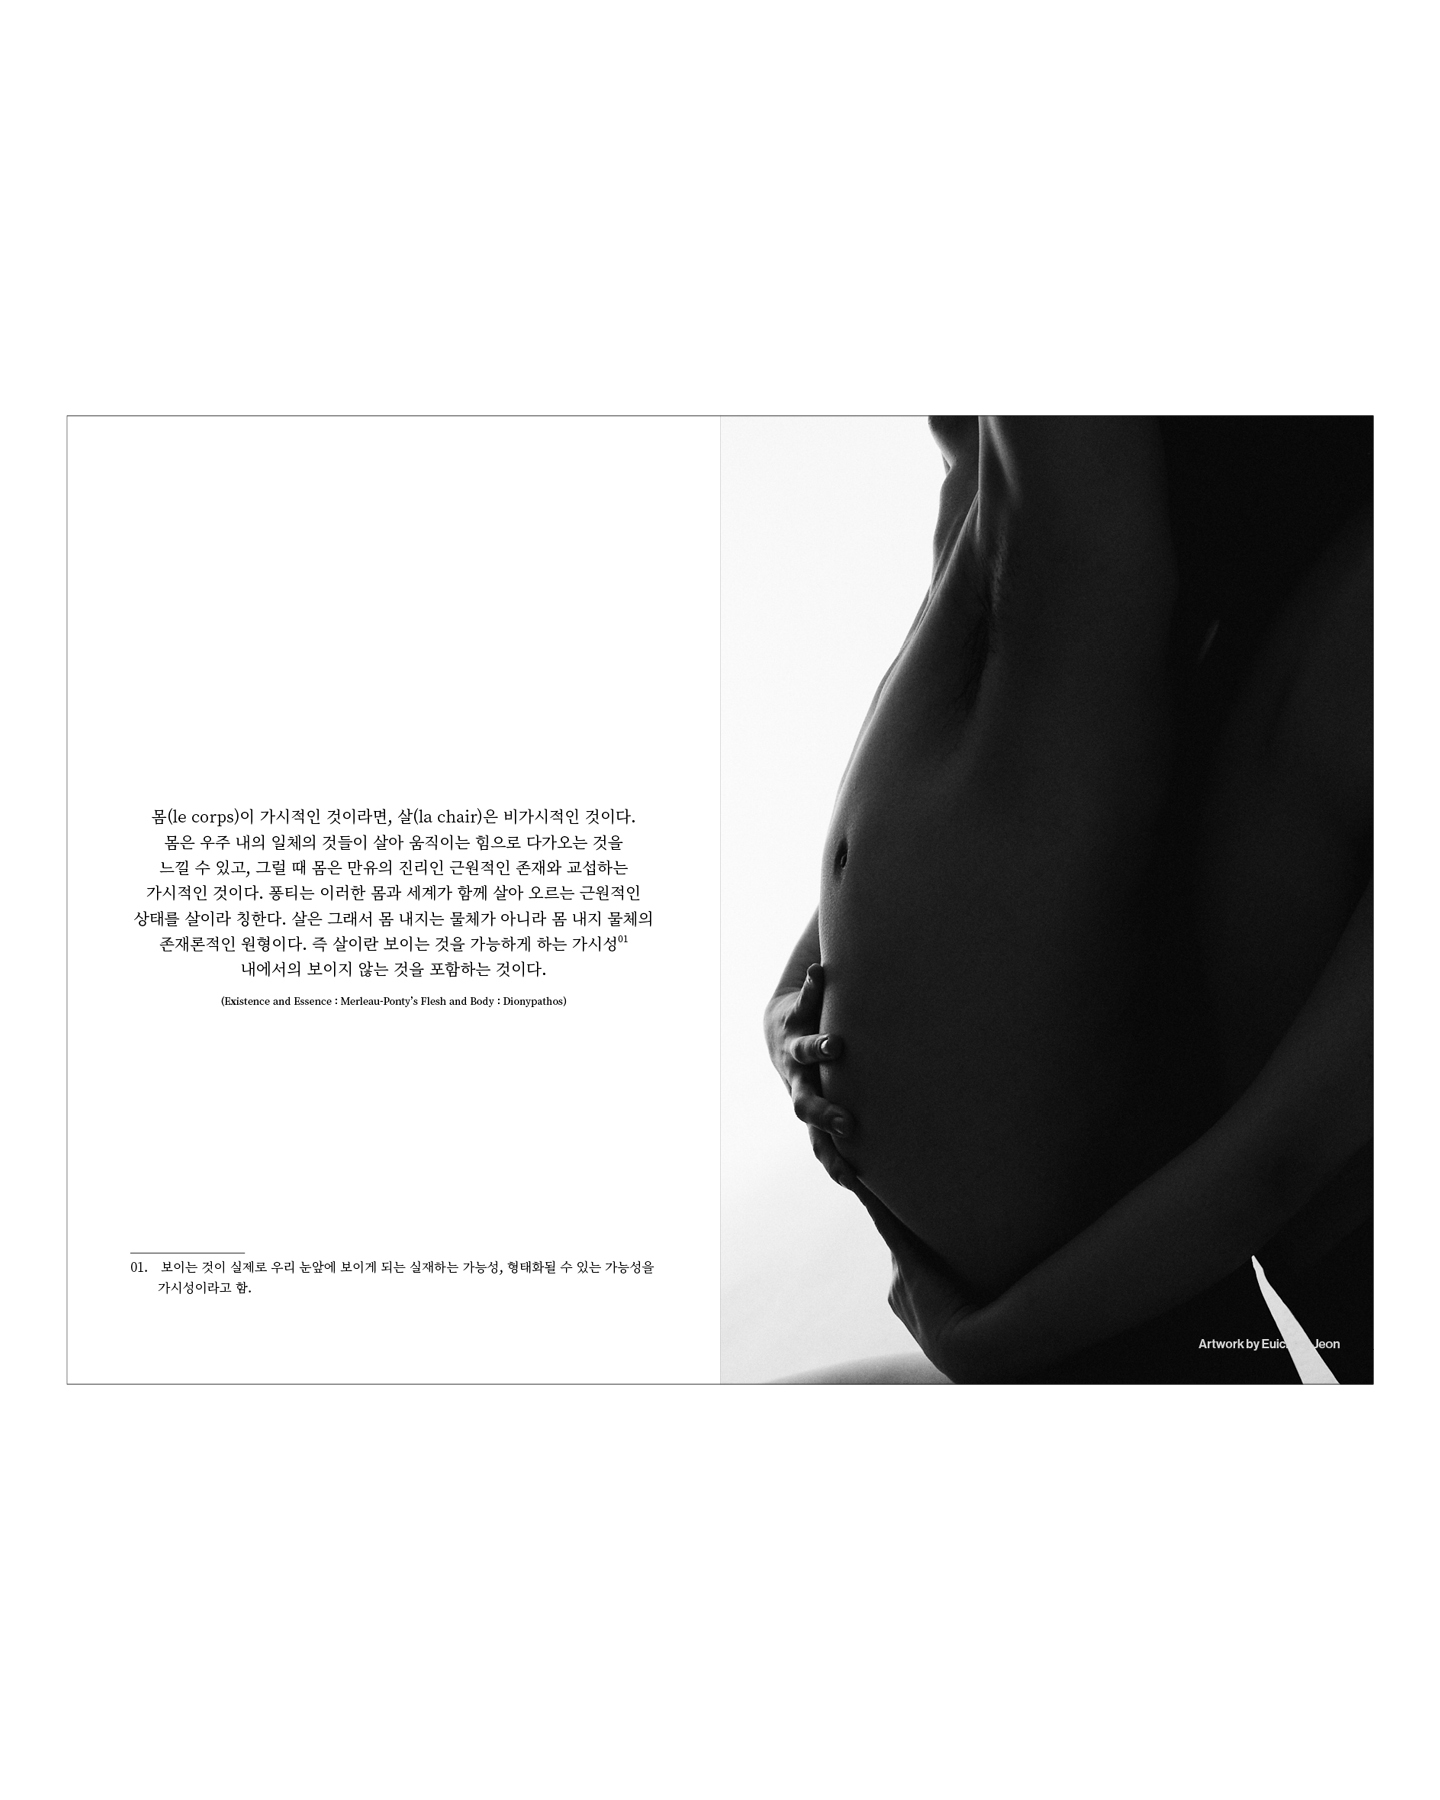 몸(le corps)이 가시적인 것이라면, 살(la chair)은 비가시적인 것이다.
몸은 우주 내의 일체의 것들이 살아 움직이는 힘으로 다가오는 것을
느낄 수 있고, 그럴 때 몸은 만유의 진리인 근원적인 존재와 교섭하는
가시적인 것이다. 퐁티는 이러한 몸과 세계가 함께 살아 오르는 근원적인
상태를 살이라 칭한다. 살은 그래서 몸 내지는 물체가 아니라 몸 내지 물체의
존재론적인 원형이다. 즉 살이란 보이는 것을 가능하게 하는 가시성01
내에서의 보이지 않는 것을 포함하는 것이다.
(Existence and Essence : Merleau-Ponty's Flesh and Body : Dionypathos)
01. 보이는 것이 실제로 우리 눈앞에 보이게 되는 실재하는 가능성, 형태화될 수 있는 가능성을
가시성이라고 함.
Artwork by Jeon